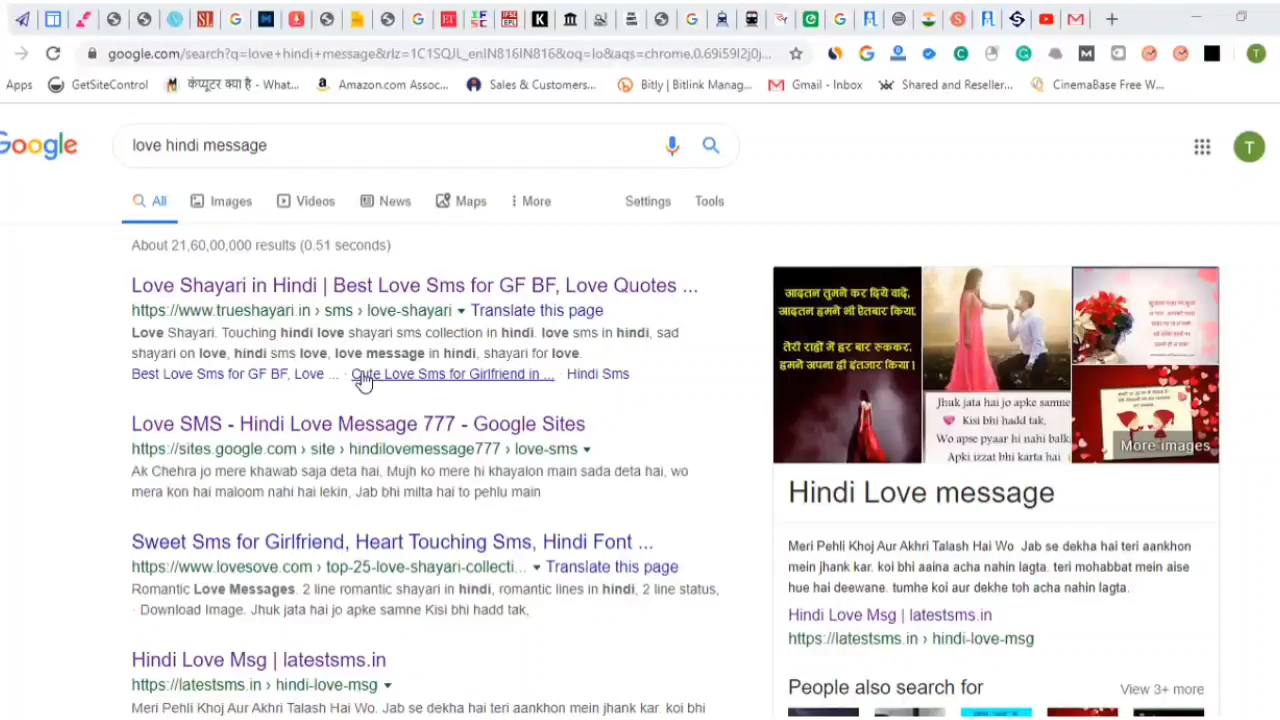 google.com/search?q=love+hindi+message&rlz=1C1SQJL_enIN816IN816&oq=lo&aqs=chrome.0.69i59l2j0j...
Apps GetSiteControl कंप्यूटर क्या है - What... Amazon.com Assoc... Sales & Customers... Bitly | Bitlink Manag... Gmail - Inbox Shared and Reseller... CinemaBase Free W...
Google
love hindi message
T
All Images Videos News Maps More Settings Tools
About 21,60,00,000 results (0.51 seconds)
Love Shayari in Hindi | Best Love Sms for GF BF, Love Quotes ...
https://www.trueshayari.in › sms › love-shayari Translate this page
Love Shayari. Touching hindi love shayari sms collection in hindi. love sms in hindi, sad
shayari on love, hindi sms love, love message in hindi, shayari for love.
Best Love Sms for GF BF, Love ... · Cute Love Sms for Girlfriend in ... · Hindi Sms
Love SMS - Hindi Love Message 777 - Google Sites
https://sites.google.com › site › hindilovemessage777 › love-sms
Ak Chehra jo mere khawab saja deta hai, Mujh ko mere hi khayalon main sada deta hai, wo
mera kon hai maloom nahi hai lekin, Jab bhi milta hai to pehlu main
Sweet Sms for Girlfriend, Heart Touching Sms, Hindi Font ...
https://www.lovesove.com › top-25-love-shayari-collecti... Translate this page
Romantic Love Messages. 2 line romantic shayari in hindi, romantic lines in hindi, 2 line status,
· Download Image. Jhuk jata hai jo apke samne Kisi bhi hadd tak,
Hindi Love Msg | latestsms.in
https://latestsms.in › hindi-love-msg
Meri Pehli Khoj Aur Akhri Talash Hai Wo. Jab se dekha hai teri aankhon mein jhank kar. koi bhi
आदतन तुमने कर दिये वादे,
आदतन हमने भी ऐतबार किया,
तेरी राहों में हर बार रुककर,
हमने अपना ही इंतजार किया।
Jhuk jata hai jo apke samne
Kisi bhi hadd tak,
Wo apse pyaar hi nahi balk
Apki izzat bhi karta hai
More images
Hindi Love message
Meri Pehli Khoj Aur Akhri Talash Hai Wo. Jab se dekha hai teri aankhon
mein jhank kar. koi bhi aaina acha nahin lagta. teri mohabbat mein aise
hue hai deewane. tumhe koi aur dekhe toh acha nahin lagta.
Hindi Love Msg | latestsms.in
https://latestsms.in › hindi-love-msg
People also search for View 3+ more